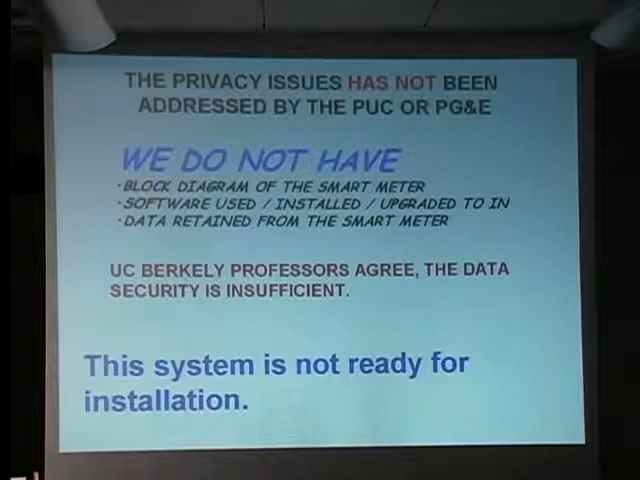 THE PRIVACY ISSUES HAS NOT BEEN
ADDRESSED BY THE PUC OR PG&E
WE DO NOT HAVE
·BLOCK DIAGRAM OF THE SMART METER
·SOFTWARE USED / INSTALLED / UPGRADED TO IN
·DATA RETAINED FROM THE SMART METER
UC BERKELY PROFESSORS AGREE, THE DATA
SECURITY IS INSUFFICIENT.
This system is not ready for
installation.